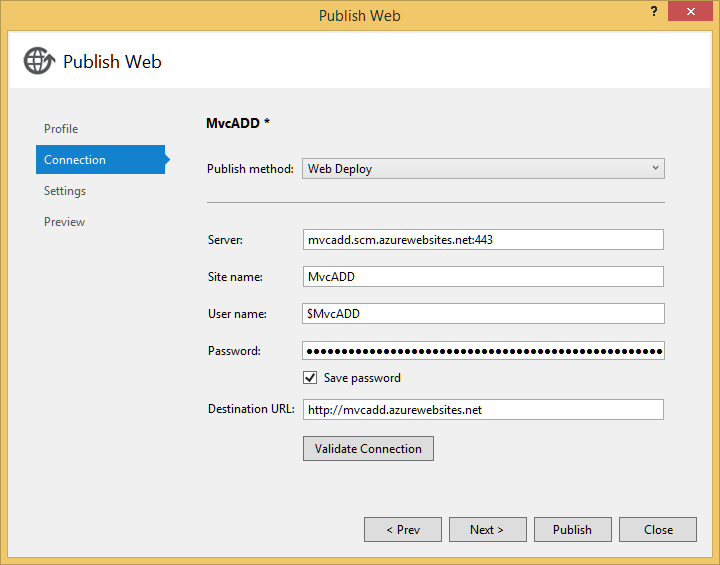 Publish Web
?
Publish Web
Profile
Connection
Settings
Preview
MvcADD *
Publish method: Web Deploy
Server: mvcadd.scm.azurewebsites.net:443
Site name: MvcADD
User name: $MvcADD
Password: ●●●●●●●●●●●●●●●●●●●●●●●●●●●●●●●●●●●●●●●●●●●●●●●●●●●
Save password
Destination URL: http://mvcadd.azurewebsites.net
Validate Connection
< Prev Next > Publish Close